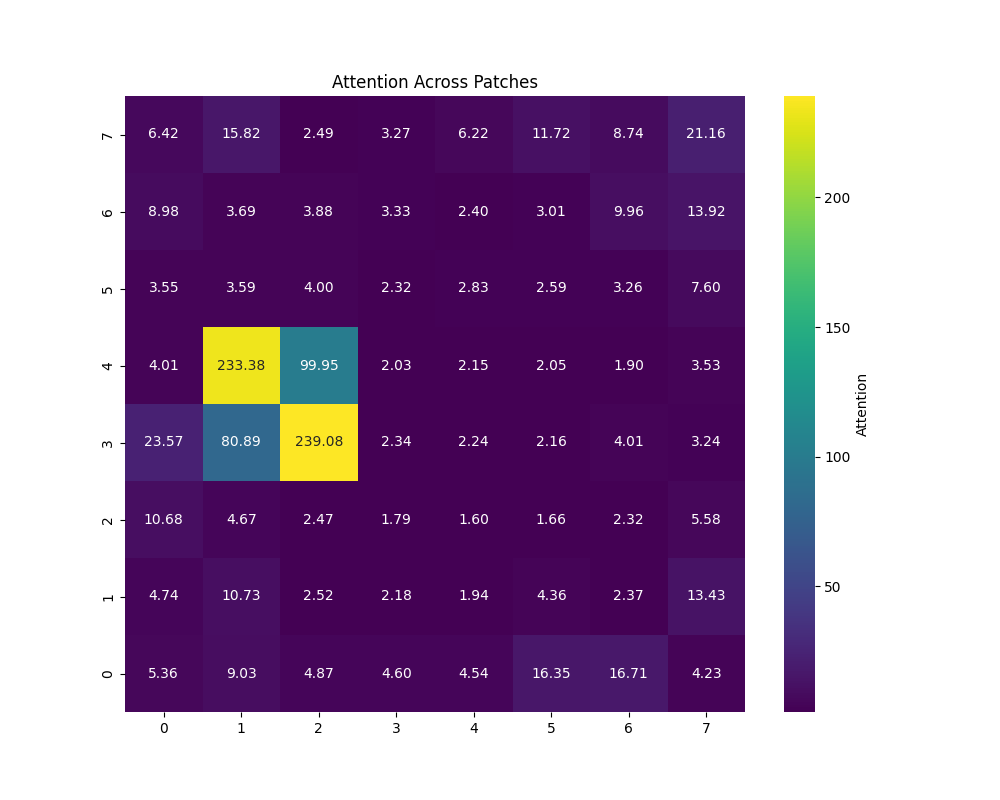 Attention Across Patches
7 6.42 15.82 2.49 3.27 6.22 11.72 8.74 21.16
6 8.98 3.69 3.88 3.33 2.40 3.01 9.96 13.92
200
5 3.55 3.59 4.00 2.32 2.83 2.59 3.26 7.60
150
4 4.01 233.38 99.95 2.03 2.15 2.05 1.90 3.53
Attention
3 23.57 80.89 239.08 2.34 2.24 2.16 4.01 3.24
100
2 10.68 4.67 2.47 1.79 1.60 1.66 2.32 5.58
50
1 4.74 10.73 2.52 2.18 1.94 4.36 2.37 13.43
0 5.36 9.03 4.87 4.60 4.54 16.35 16.71 4.23
0 1 2 3 4 5 6 7